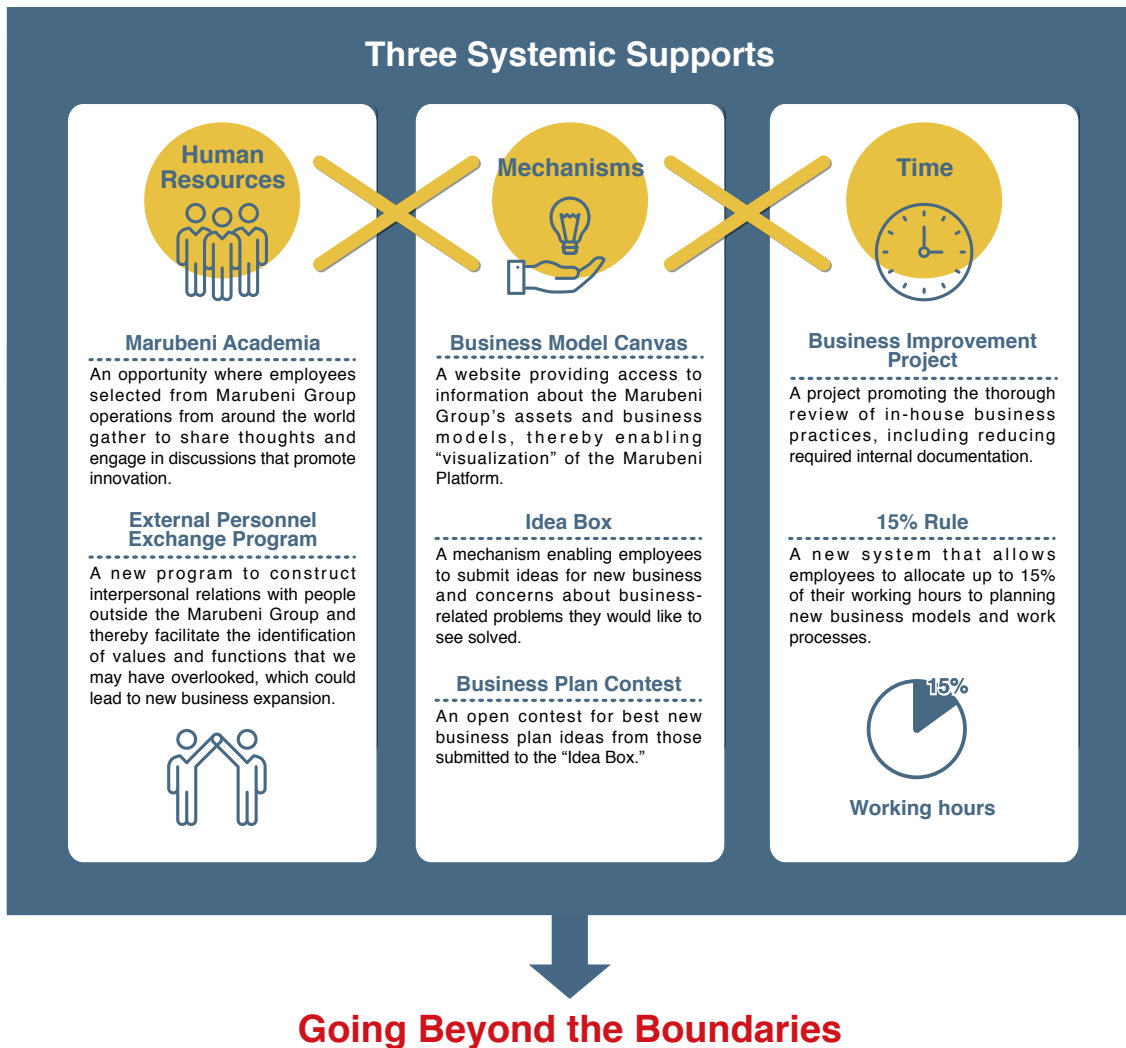 Three Systemic Supports
Human
Resources
Marubeni Academia
An opportunity where employees
selected from Marubeni Group
operations from around the world
gather to share thoughts and
engage in discussions that promote
innovation.
External Personnel
Exchange Program
A new program to construct
interpersonal relations with people
outside the Marubeni Group and
thereby facilitate the identification
of values and functions that we
may have overlooked, which could
lead to new business expansion.
Mechanisms
Business Model Canvas
A website providing access to
information about the Marubeni
Group’s assets and business
models, thereby enabling
“visualization” of the Marubeni
Platform.
Idea Box
A mechanism enabling employees
to submit ideas for new business
and concerns about business-
related problems they would like to
see solved.
Business Plan Contest
An open contest for best new
business plan ideas from those
submitted to the “Idea Box.”
Time
Business Improvement
Project
A project promoting the thorough
review of in-house business
practices, including reducing
required internal documentation.
15% Rule
A new system that allows
employees to allocate up to 15%
of their working hours to planning
new business models and work
processes.
15%
Working hours
Going Beyond the Boundaries